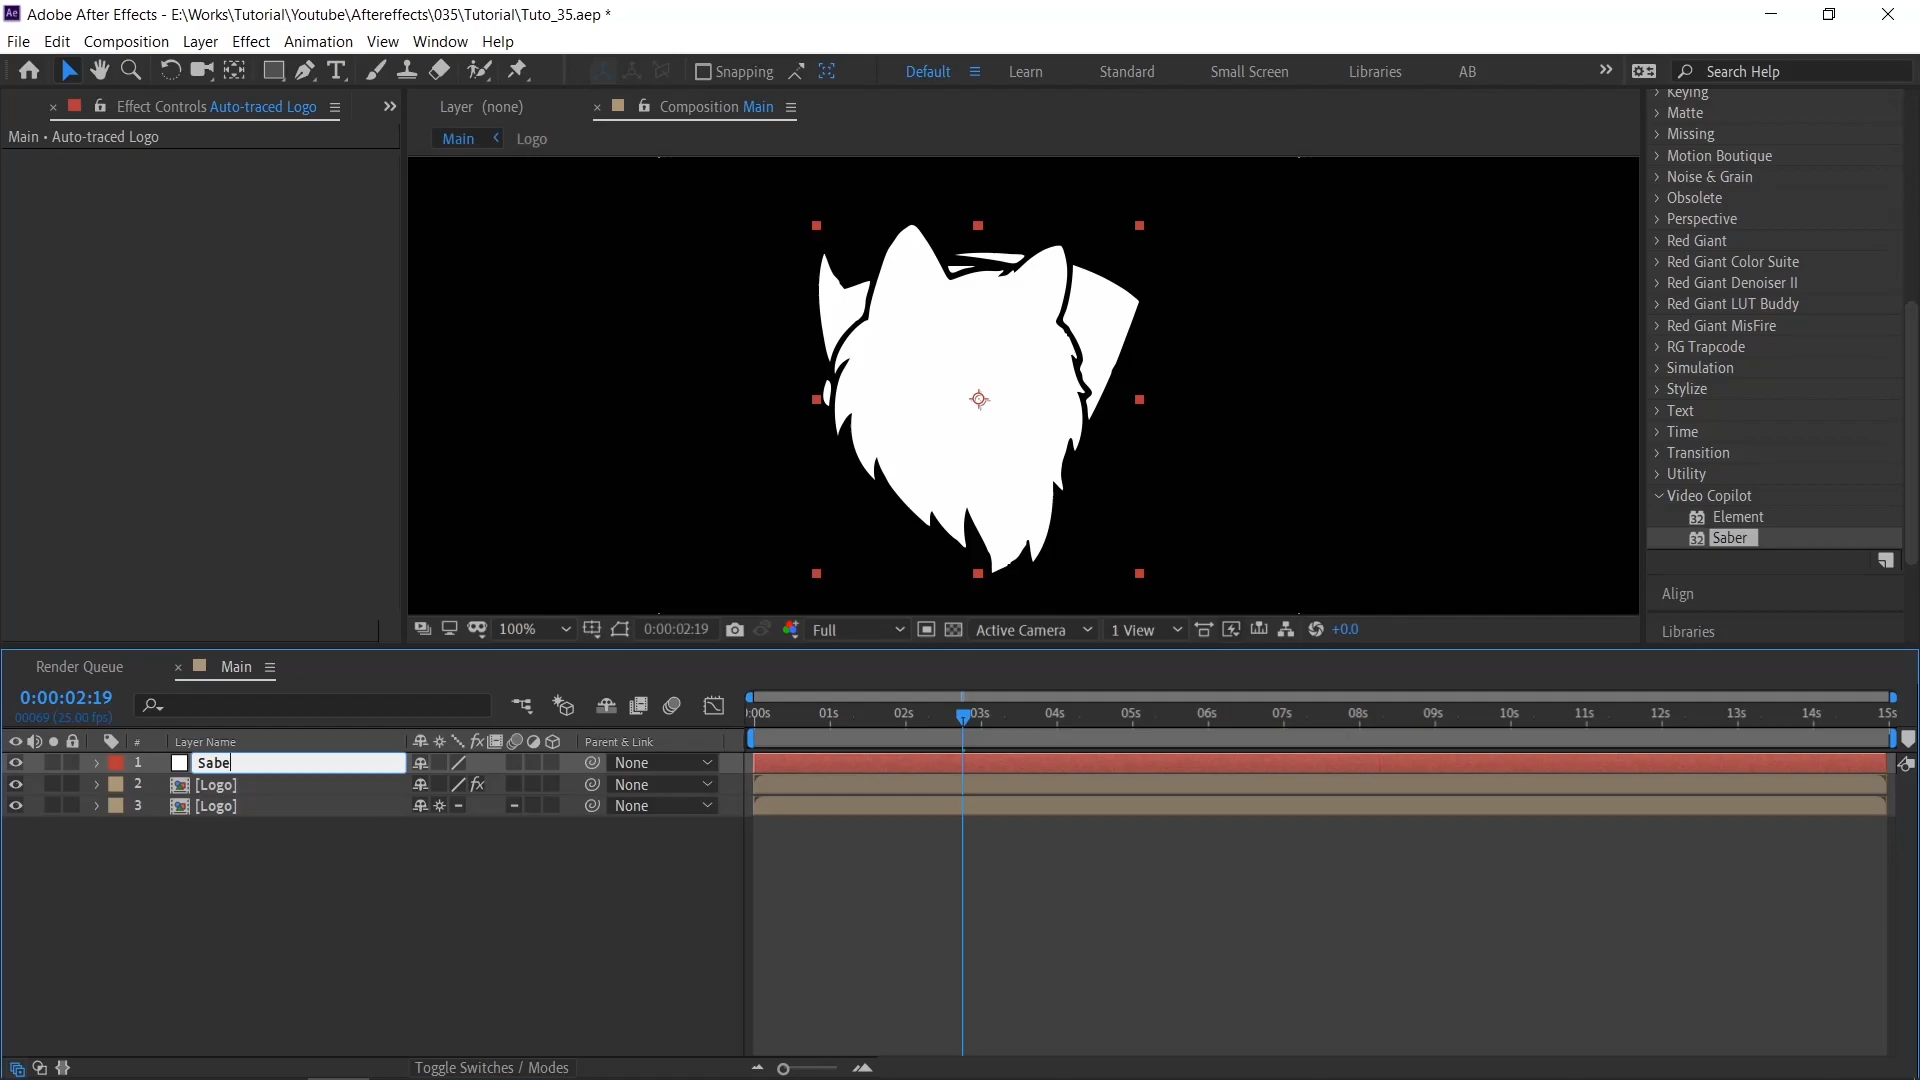 Adobe After Effects - E:\Works\Tutorial\Youtube\Aftereffects\035\Tutorial\Tuto_35.aep *
File Edit Composition Layer Effect Animation View Window Help
Snapping Default Learn Standard Small Screen Libraries AB Search Help
Effect Controls Auto-traced Logo
Layer (none)
Composition Main
Main • Auto-traced Logo
Main Logo
Keying
Matte
Missing
Motion Boutique
Noise & Grain
Obsolete
Perspective
Red Giant
Red Giant Color Suite
Red Giant Denoiser II
Red Giant LUT Buddy
Red Giant MisFire
RG Trapcode
Simulation
Stylize
Text
Time
Transition
Utility
Video Copilot
32 Element
32 Saber
Align
Libraries
100% 0:00:02:19 Full Active Camera 1 View +0.0
Render Queue Main
0:00:02:19
00069 (25.00 fps)
:00s 01s 02s 03s 04s 05s 06s 07s 08s 09s 10s 11s 12s 13s 14s 15s
# Layer Name Parent & Link
1 Sabe None
2 [Logo] None
3 [Logo] None
Toggle Switches / Modes